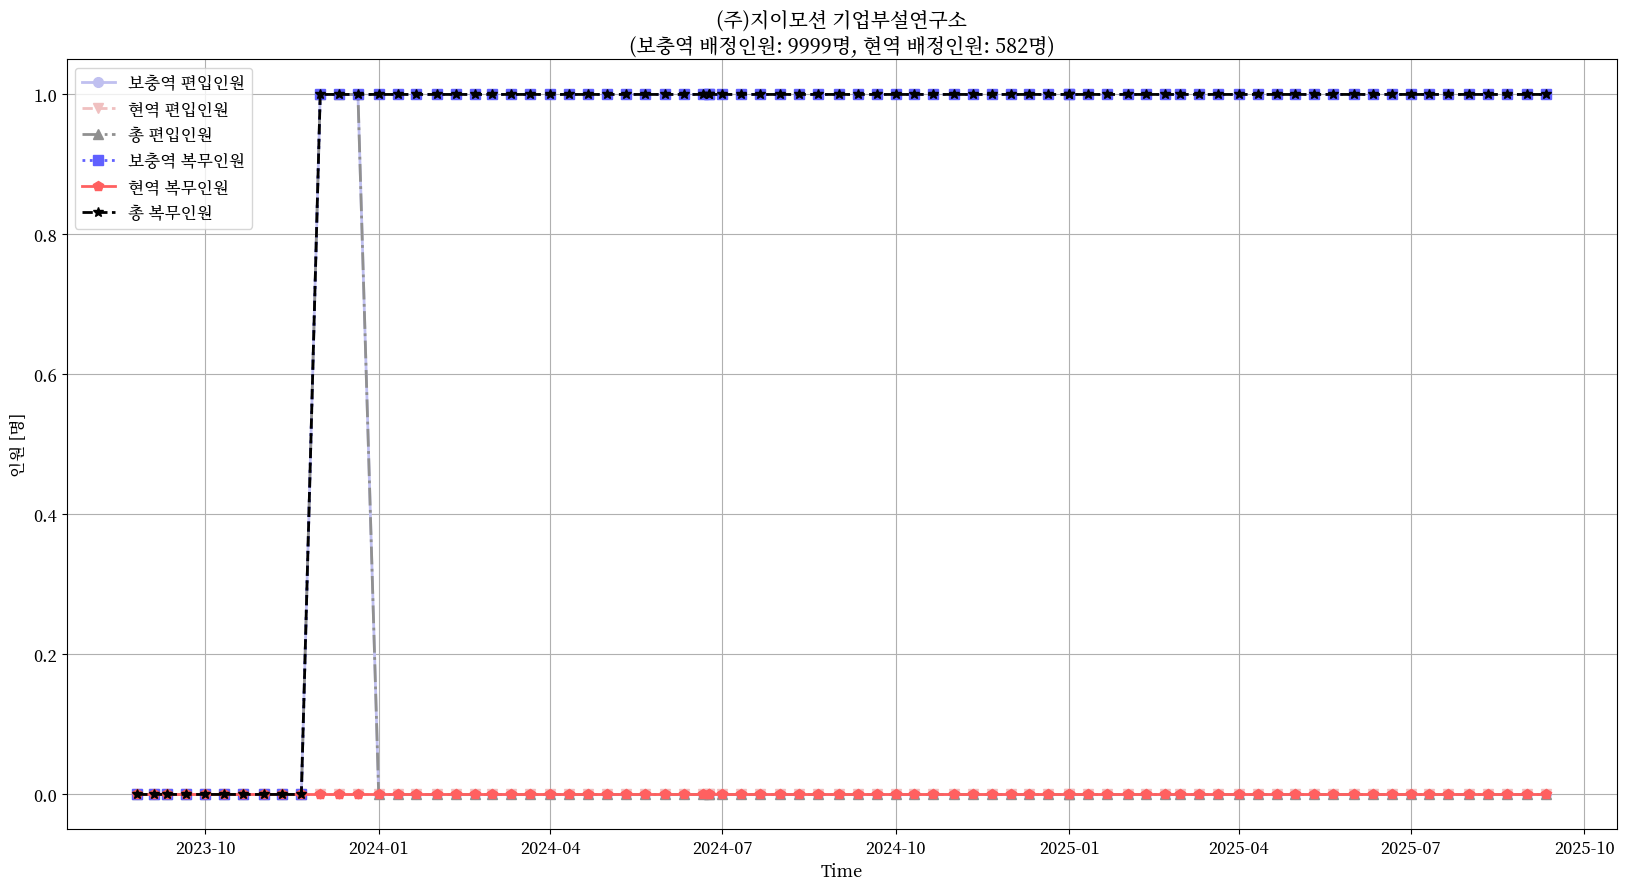 (주)지이모션 기업부설연구소
(보충역 배정인원: 9999명, 현역 배정인원: 582명)
보충역 편입인원
현역 편입인원
총 편입인원
보충역 복무인원
현역 복무인원
총 복무인원
1.0
0.8
0.6
0.4
0.2
0.0
인원 [명]
2023-10
2024-01
2024-04
2024-07
2024-10
2025-01
2025-04
2025-07
2025-10
Time